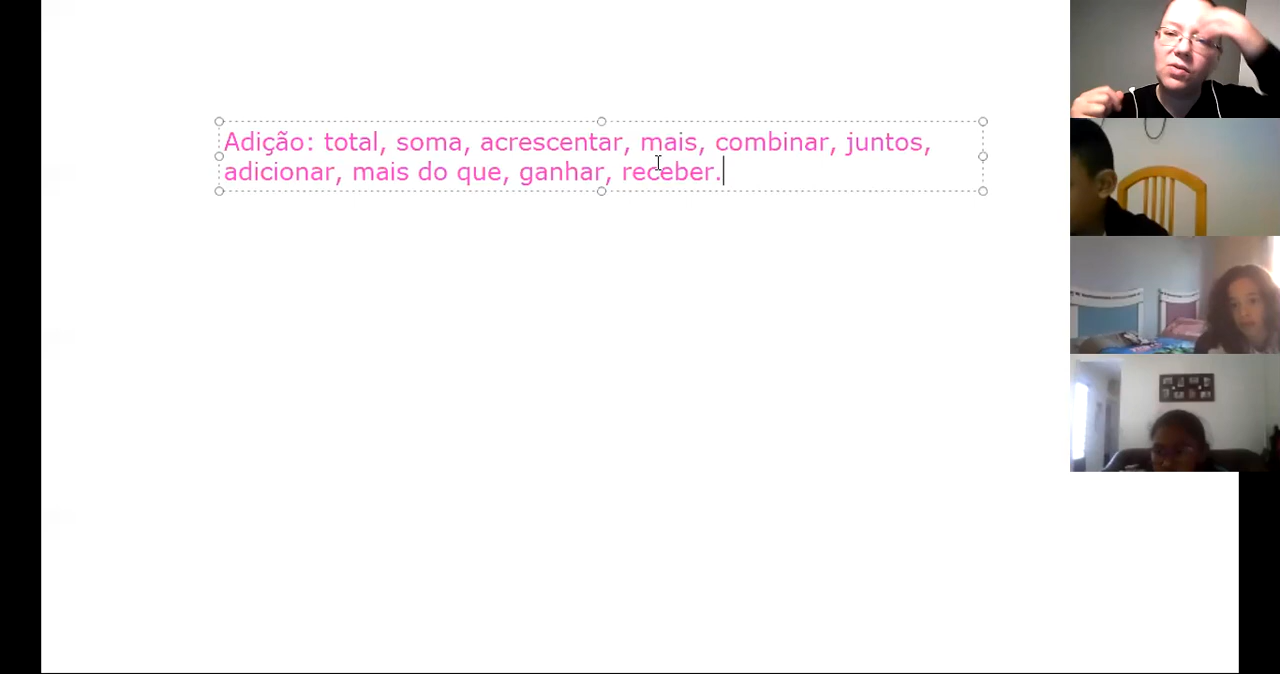 Adição: total, soma, acrescentar, mais, combinar, juntos,
adicionar, mais do que, ganhar, receber.